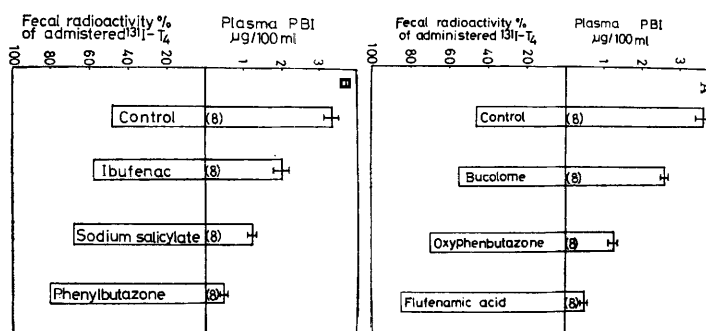 Fecal radioactivity %
of admistered ¹³¹I-T₄
Plasma PBI
µg/100 ml
100 80 60 40 20 1 2 3
B
Control (8)
Ibufenac (8)
Sodium salicylate (8)
Phenylbutazone (8)
Fecal radioactivity %
of administered ¹³¹I-T₄
Plasma PBI
µg/100 ml
100 80 60 40 20 1 2 3
A
Control (8)
Bucolome (8)
Oxyphenbutazone (8)
Flufenamic acid (8)